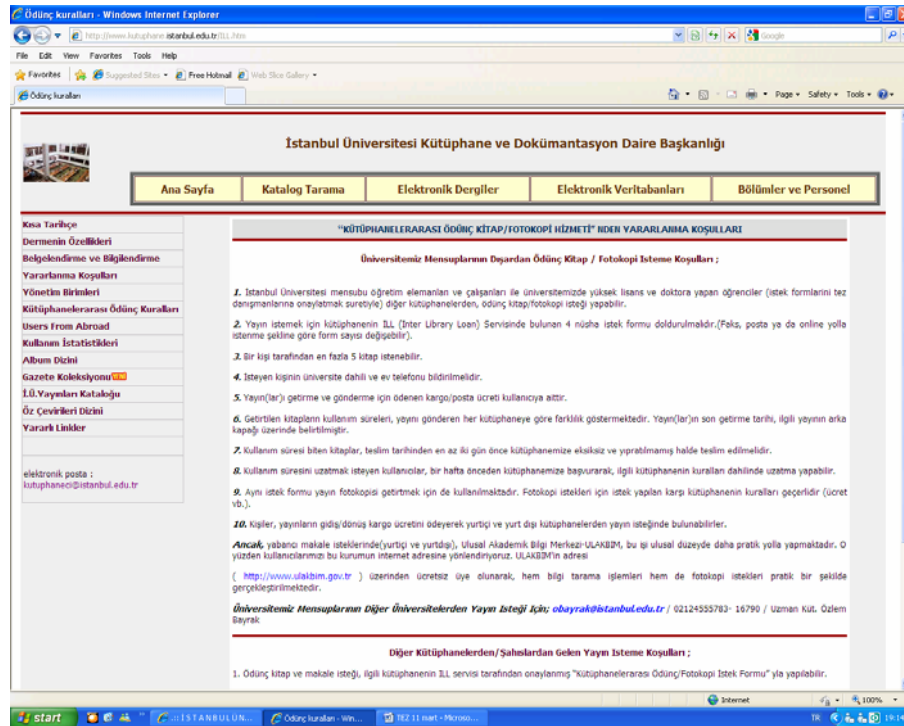 Ödünç kuralları - Windows Internet Explorer
http://www.kutuphane.istanbul.edu.tr/ILL.htm
Google
File Edit View Favorites Tools Help
Favorites Suggested Sites Free Hotmail Web Slice Gallery
Ödünç kuralları
Page Safety Tools
İstanbul Üniversitesi Kütüphane ve Dokümantasyon Daire Başkanlığı
Ana Sayfa Katalog Tarama Elektronik Dergiler Elektronik Veritabanları Bölümler ve Personel
Kısa Tarihçe
Dermenin Özellikleri
Belgelendirme ve Bilgilendirme
Yararlanma Koşulları
Yönetim Birimleri
Kütüphanelerarası Ödünç Kuralları
Users From Abroad
Kullanım İstatistikleri
Album Dizini
Gazete Koleksiyonu
İ.Ü.Yayınları Kataloğu
Öz Çevirileri Dizini
Yararlı Linkler
elektronik posta :
kutuphaneci@istanbul.edu.tr
"KÜTÜPHANELERARASI ÖDÜNÇ KİTAP/FOTOKOPİ HİZMETİ" NDEN YARARLANMA KOŞULLARI
Üniversitemiz Mensuplarının Dışardan Ödünç Kitap / Fotokopi Isteme Koşulları ;
1. Istanbul Üniversitesi mensubu öğretim elemanları ve çalışanları ile üniversitemizde yüksek lisans ve doktora yapan öğrenciler (istek formlarını tez
danışmanlarına onaylatmak suretiyle) diğer kütüphanelerden, ödünç kitap/fotokopi isteği yapabilir.
2. Yayın istemek için kütüphanenin ILL (Inter Library Loan) Servisinde bulunan 4 nüsha istek formu doldurulmalıdır.(Faks, posta ya da online yolla
istenme şekline göre form sayısı değişebilir).
3. Bir kişi tarafından en fazla 5 kitap istenebilir.
4. Isteyen kişinin üniversite dahili ve ev telefonu bildirilmelidir.
5. Yayın(lar)ı getirme ve gönderme için ödenen kargo/posta ücreti kullanıcıya aittir.
6. Getirtilen kitapların kullanım süreleri, yayını gönderen her kütüphaneye göre farklılık göstermektedir. Yayın(lar)ın son getirme tarihi, ilgili yayının arka
kapağı üzerinde belirtilmiştir.
7. Kullanım süresi biten kitaplar, teslim tarihinden en az iki gün önce kütüphanemize eksiksiz ve yıpratılmamış halde teslim edilmelidir.
8. Kullanım süresini uzatmak isteyen kullanıcılar, bir hafta önceden kütüphanemize başvurarak, ilgili kütüphanenin kuralları dahilinde uzatma yapabilir.
9. Aynı istek formu yayın fotokopisi getirtmek için de kullanılmaktadır. Fotokopi istekleri için istek yapılan karşı kütüphanenin kuralları geçerlidir (ücret
vb.).
10. Kişiler, yayınların gidiş/dönüş kargo ücretini ödeyerek yurtiçi ve yurt dışı kütüphanelerden yayın isteğinde bulunabilirler.
Ancak, yabancı makale isteklerinde(yurtiçi ve yurtdışı), Ulusal Akademik Bilgi Merkezi-ULAKBIM, bu işi ulusal düzeyde daha pratik yolla yapmaktadır. O
yüzden kullanıcılarımızı bu kurumun internet adresine yönlendiriyoruz. ULAKBIM'in adresi
( http://www.ulakbim.gov.tr ) üzerinden ücretsiz üye olunarak, hem bilgi tarama işlemleri hem de fotokopi istekleri pratik bir şekilde
gerçekleştirilmektedir.
Üniversitemiz Mensuplarının Diğer Üniversitelerden Yayın Isteği Için; obayrak@istanbul.edu.tr / 02124555783- 16790 / Uzman Küt. Özlem
Bayrak
Diğer Kütüphanelerden/Şahıslardan Gelen Yayın Isteme Koşulları ;
1. Ödünç kitap ve makale isteği, ilgili kütüphanenin ILL servisi tarafından onaylanmış "Kütüphanelerarası Ödünç/Fotokopi Istek Formu" yla yapılabilir.
Internet 100%
start .:: İSTANBUL ÜN... Ödünç kuralları - Win... TEZ 11 mart - Microso... TR 19:14